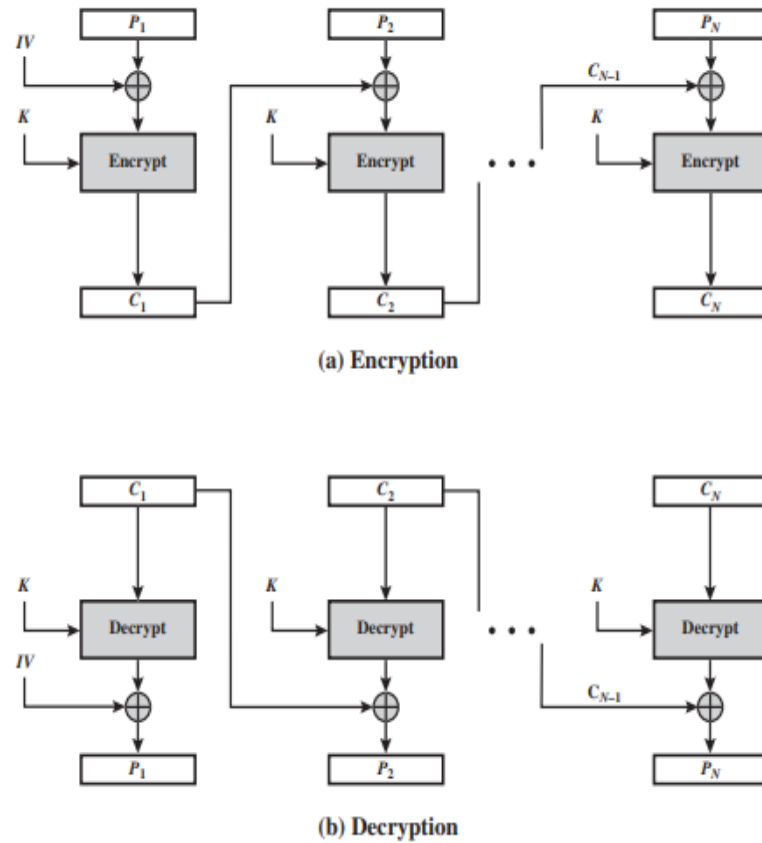 P1 P2 PN
IV
CN–1
K K K
Encrypt Encrypt • • • Encrypt
C1 C2 CN
(a) Encryption
C1 C2 CN
K K K
Decrypt Decrypt • • • Decrypt
IV
CN–1
P1 P2 PN
(b) Decryption